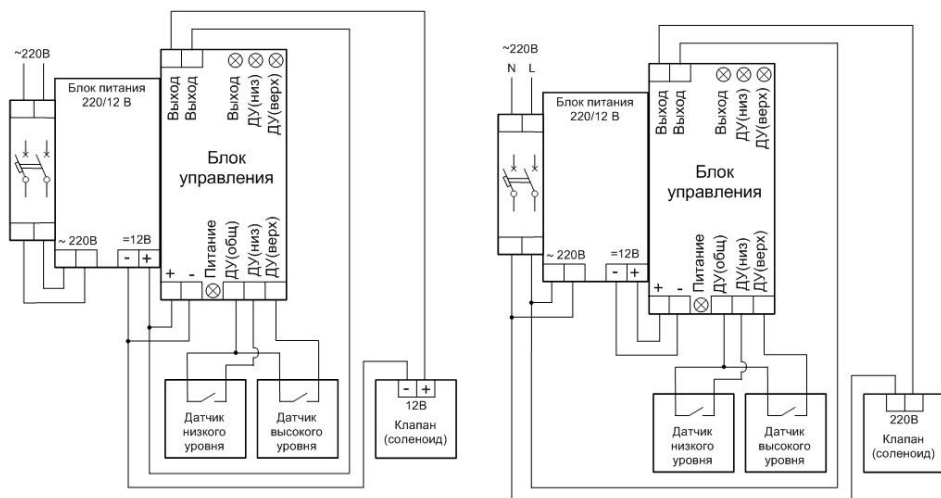 ~220В
Блок питания
220/12 В
~ 220В
=12В
-
+
Выход
Выход
Выход
ДУ(низ)
ДУ(верх)
Блок
управления
+
-
Питание
ДУ(общ)
ДУ(низ)
ДУ(верх)
Датчик
низкого
уровня
Датчик
высокого
уровня
-
+
12В
Клапан
(соленоид)
~220В
N
L
Блок питания
220/12 В
~ 220В
=12В
-
+
Выход
Выход
Выход
ДУ(низ)
ДУ(верх)
Блок
управления
+
-
Питание
ДУ(общ)
ДУ(низ)
ДУ(верх)
Датчик
низкого
уровня
Датчик
высокого
уровня
220В
Клапан
(соленоид)